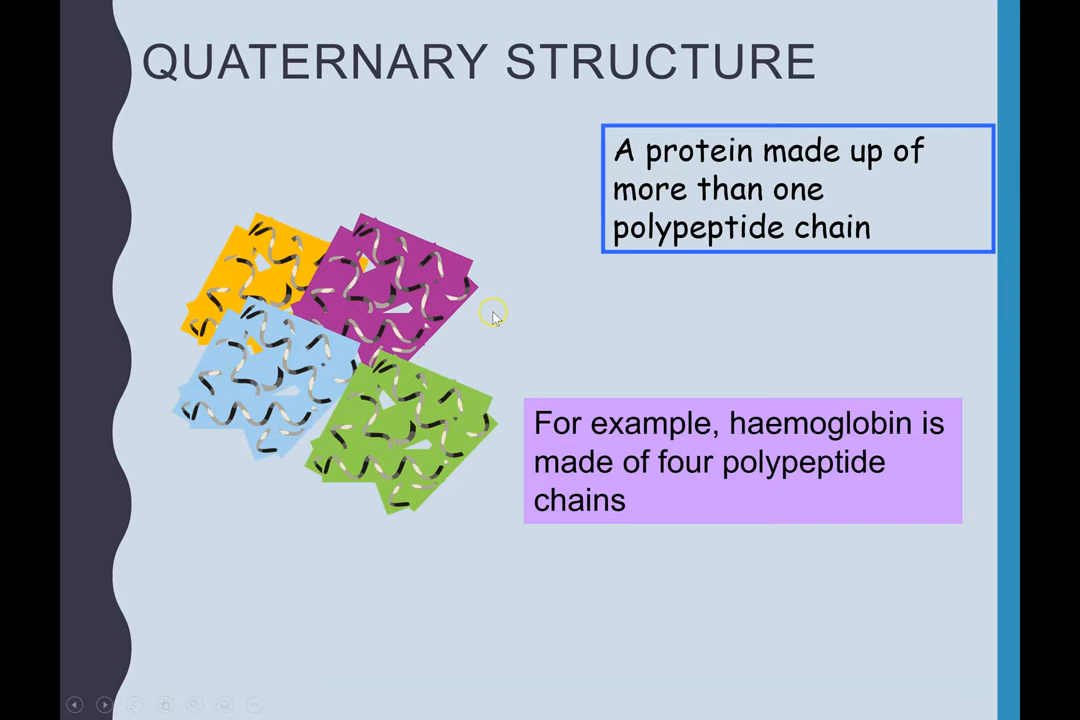 QUATERNARY STRUCTURE
A protein made up of
more than one
polypeptide chain
For example, haemoglobin is
made of four polypeptide
chains